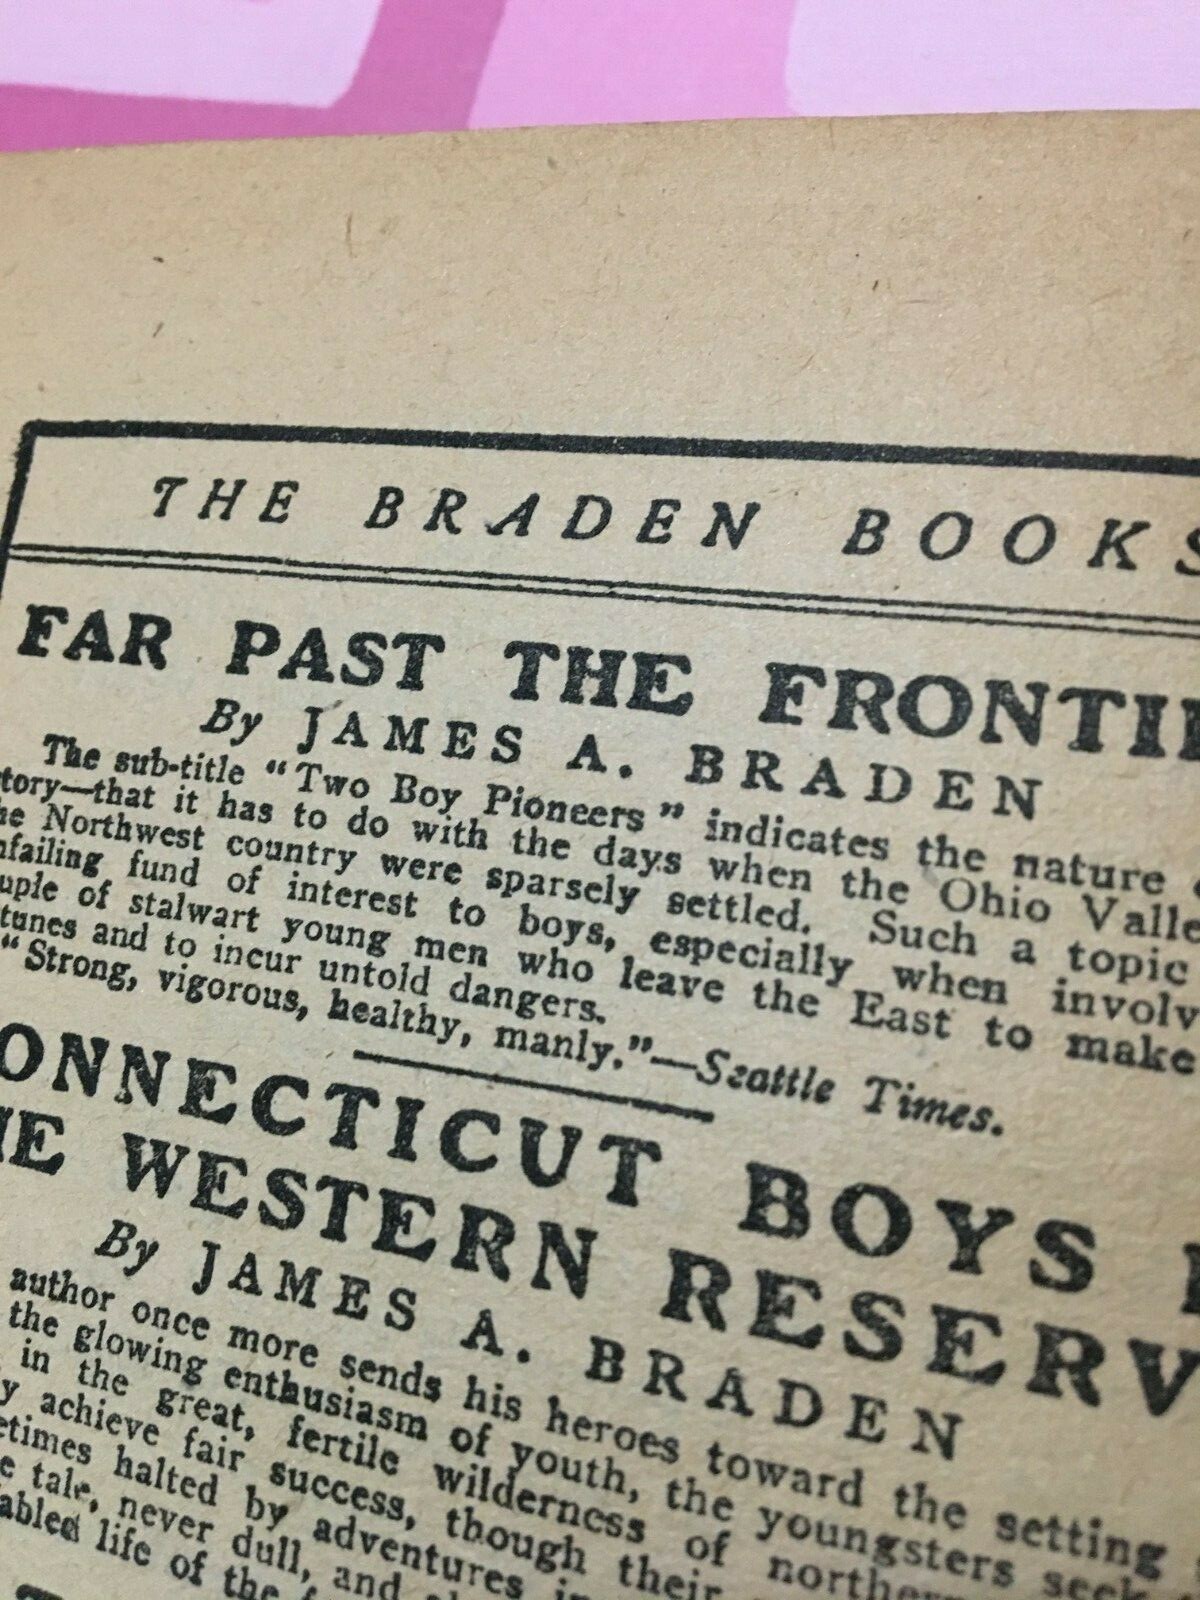 THE BRADEN BOOKS
FAR PAST THE FRONTI
By JAMES A. BRADEN
The sub-title "Two Boy Pioneers" indicates the nature
tory—that it has to do with the days when the Ohio Valle
he Northwest country were sparsely settled. Such a topic
nfailing fund of interest to boys, especially when involv
uple of stalwart young men who leave the East to make
tunes and to incur untold dangers.
"Strong, vigorous, healthy, manly."—Seattle Times.
ONNECTICUT BOYS
HE WESTERN RESERV
By JAMES A. BRADEN
author once more sends his heroes toward the setting
the glowing enthusiasm of youth, the youngsters seek
in the great, fertile wilderness of northern
y achieve fair success, though their
etimes halted by adventures
e tale, never dull, and
abled life of the